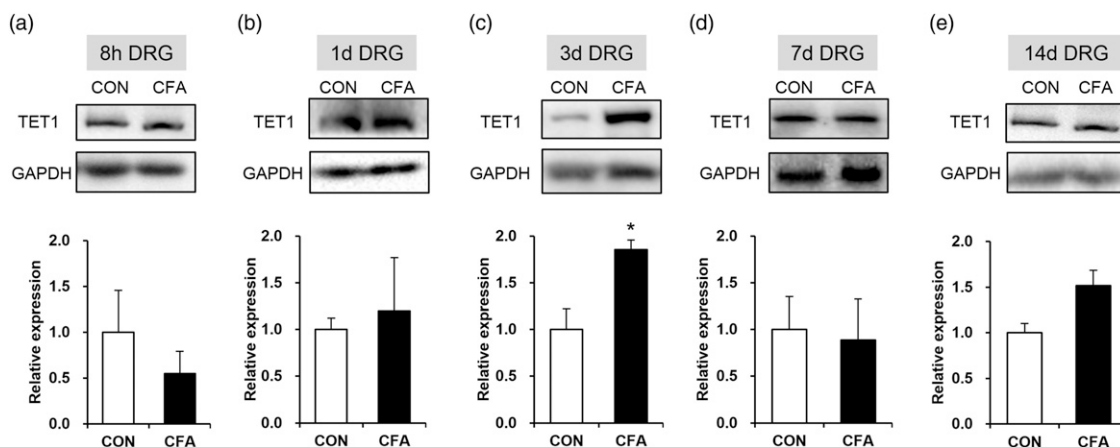 (a)
8h DRG
CON CFA
TET1
GAPDH
2.0
1.5
1.0
0.5
0.0
Relative expression
CON CFA
(b)
1d DRG
CON CFA
TET1
GAPDH
2.0
1.5
1.0
0.5
0.0
Relative expression
CON CFA
(c)
3d DRG
CON CFA
TET1
GAPDH
2.0
1.5
1.0
0.5
0.0
Relative expression
*
CON CFA
(d)
7d DRG
CON CFA
TET1
GAPDH
2.0
1.5
1.0
0.5
0.0
Relative expression
CON CFA
(e)
14d DRG
CON CFA
TET1
GAPDH
2.0
1.5
1.0
0.5
0.0
Relative expression
CON CFA